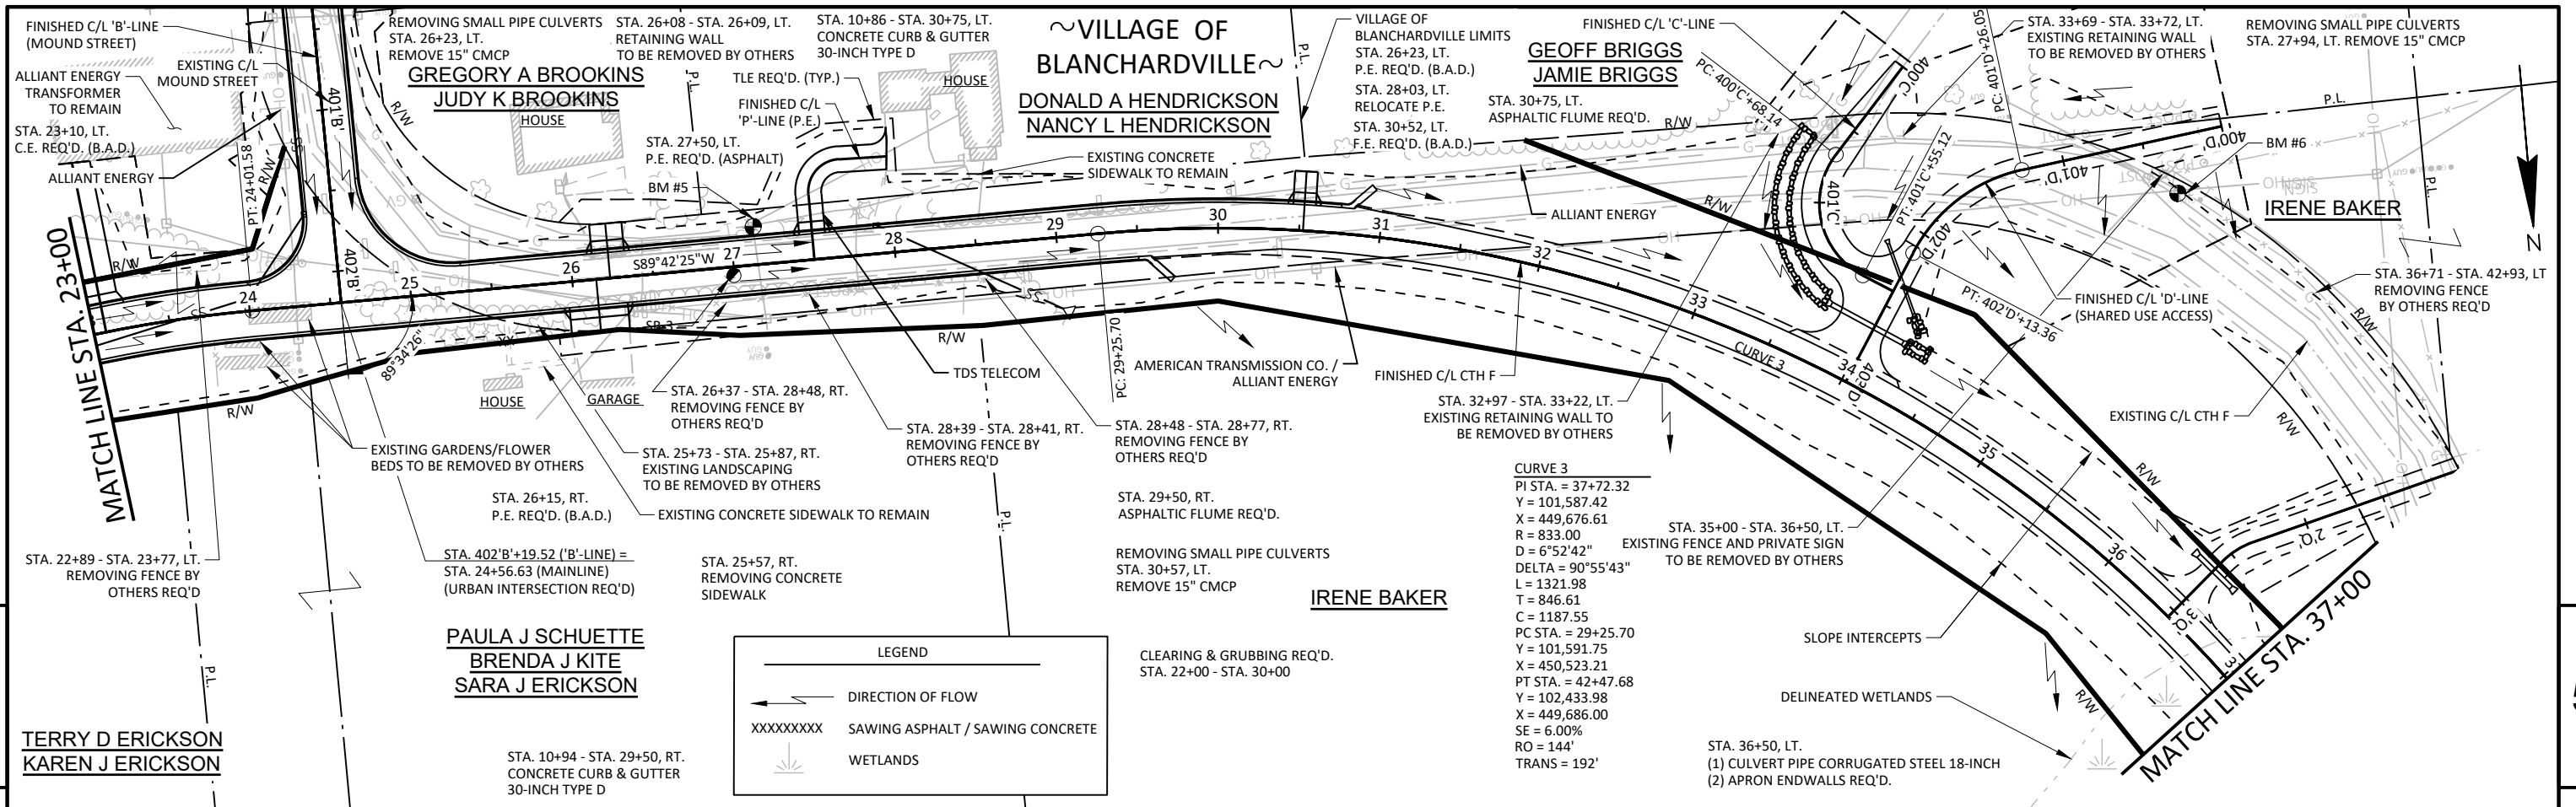 FINISHED C/L 'B'-LINE
(MOUND STREET)
ALLIANT ENERGY
TRANSFORMER
TO REMAIN
EXISTING C/L
MOUND STREET
STA. 23+10, LT.
C.E. REQ'D. (B.A.D.)
ALLIANT ENERGY
PT: 24+01.58
R/W
R/W
401'B'
402'B'
R/W
REMOVING SMALL PIPE CULVERTS
STA. 26+23, LT.
REMOVE 15" CMCP
GREGORY A BROOKINS
JUDY K BROOKINS
HOUSE
STA. 26+08 - STA. 26+09, LT.
RETAINING WALL
TO BE REMOVED BY OTHERS
P.L.
STA. 10+86 - STA. 30+75, LT.
CONCRETE CURB & GUTTER
30-INCH TYPE D
TLE REQ'D. (TYP.)
FINISHED C/L
'P'-LINE (P.E.)
HOUSE
STA. 27+50, LT.
P.E. REQ'D. (ASPHALT)
BM #5
~VILLAGE OF
BLANCHARDVILLE~
DONALD A HENDRICKSON
NANCY L HENDRICKSON
EXISTING CONCRETE
SIDEWALK TO REMAIN
P.L.
VILLAGE OF
BLANCHARDVILLE LIMITS
STA. 26+23, LT.
P.E. REQ'D. (B.A.D.)
STA. 28+03, LT.
RELOCATE P.E.
STA. 30+52, LT.
F.E. REQ'D. (B.A.D.)
FINISHED C/L 'C'-LINE
GEOFF BRIGGS
JAMIE BRIGGS
STA. 30+75, LT.
ASPHALTIC FLUME REQ'D.
R/W
PC: 400'C'+68.14
400'C'
401'C'
PT: 401'C'+55.12
PC: 401'D'+26.05
STA. 33+69 - STA. 33+72, LT.
EXISTING RETAINING WALL
TO BE REMOVED BY OTHERS
REMOVING SMALL PIPE CULVERTS
STA. 27+94, LT. REMOVE 15" CMCP
P.L.
400'D'
401'D'
402'D'
403'D'
BM #6
IRENE BAKER
P.L.
N
ALLIANT ENERGY
R/W
PT: 402'D'+13.36
FINISHED C/L 'D'-LINE
(SHARED USE ACCESS)
STA. 36+71 - STA. 42+93, LT
REMOVING FENCE
BY OTHERS REQ'D
R/W
EXISTING C/L CTH F
R/W
MATCH LINE STA. 23+00
24
25
26
27
28
29
30
31
32
33
34
35
36
S89°42'25"W
89°34'26"
R/W
HOUSE
GARAGE
R/W
TDS TELECOM
PC: 29+25.70
AMERICAN TRANSMISSION CO. /
ALLIANT ENERGY
FINISHED C/L CTH F
CURVE 3
STA. 32+97 - STA. 33+22, LT.
EXISTING RETAINING WALL TO
BE REMOVED BY OTHERS
EXISTING GARDENS/FLOWER
BEDS TO BE REMOVED BY OTHERS
STA. 26+37 - STA. 28+48, RT.
REMOVING FENCE BY
OTHERS REQ'D
STA. 28+39 - STA. 28+41, RT.
REMOVING FENCE BY
OTHERS REQ'D
STA. 28+48 - STA. 28+77, RT.
REMOVING FENCE BY
OTHERS REQ'D
STA. 25+73 - STA. 25+87, RT.
EXISTING LANDSCAPING
TO BE REMOVED BY OTHERS
STA. 26+15, RT.
P.E. REQ'D. (B.A.D.)
EXISTING CONCRETE SIDEWALK TO REMAIN
P.L.
STA. 29+50, RT.
ASPHALTIC FLUME REQ'D.
STA. 22+89 - STA. 23+77, LT.
REMOVING FENCE BY
OTHERS REQ'D
STA. 402'B'+19.52 ('B'-LINE) =
STA. 24+56.63 (MAINLINE)
(URBAN INTERSECTION REQ'D)
STA. 25+57, RT.
REMOVING CONCRETE
SIDEWALK
REMOVING SMALL PIPE CULVERTS
STA. 30+57, LT.
REMOVE 15" CMCP
IRENE BAKER
CURVE 3
PI STA. = 37+72.32
Y = 101,587.42
X = 449,676.61
R = 833.00
D = 6°52'42"
DELTA = 90°55'43"
L = 1321.98
T = 846.61
C = 1187.55
PC STA. = 29+25.70
Y = 101,591.75
X = 450,523.21
PT STA. = 42+47.68
Y = 102,433.98
X = 449,686.00
SE = 6.00%
RO = 144'
TRANS = 192'
STA. 35+00 - STA. 36+50, LT.
EXISTING FENCE AND PRIVATE SIGN
TO BE REMOVED BY OTHERS
R/W
SLOPE INTERCEPTS
DELINEATED WETLANDS
R/W
MATCH LINE STA. 37+00
PAULA J SCHUETTE
BRENDA J KITE
SARA J ERICKSON
P.L.
TERRY D ERICKSON
KAREN J ERICKSON
STA. 10+94 - STA. 29+50, RT.
CONCRETE CURB & GUTTER
30-INCH TYPE D
LEGEND
DIRECTION OF FLOW
XXXXXXXXX SAWING ASPHALT / SAWING CONCRETE
WETLANDS
CLEARING & GRUBBING REQ'D.
STA. 22+00 - STA. 30+00
STA. 36+50, LT.
(1) CULVERT PIPE CORRUGATED STEEL 18-INCH
(2) APRON ENDWALLS REQ'D.